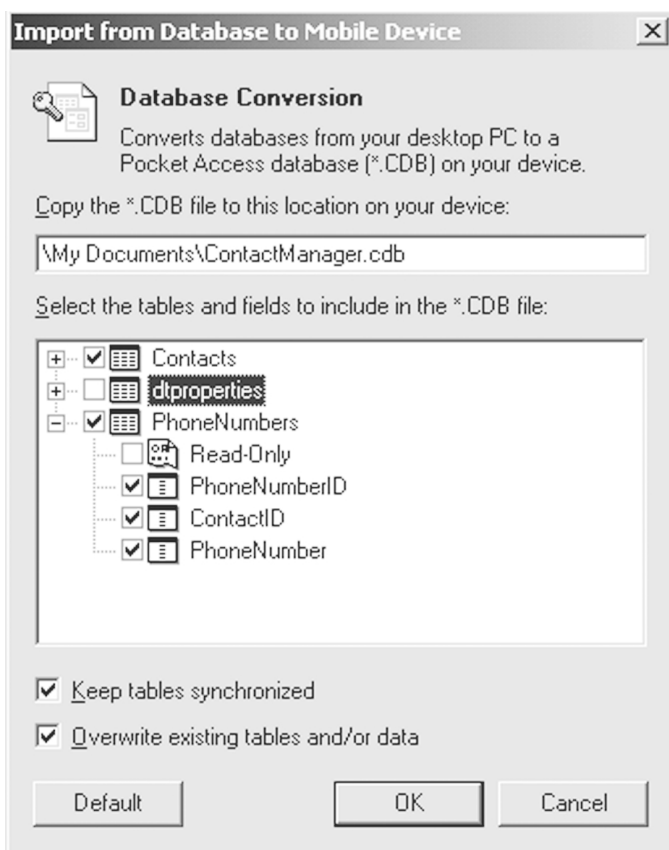 Import from Database to Mobile Device
Database Conversion
Converts databases from your desktop PC to a
Pocket Access database (*.CDB) on your device.
Copy the *.CDB file to this location on your device:
\My Documents\ContactManager.cdb
Select the tables and fields to include in the *.CDB file:
Contacts
dtproperties
PhoneNumbers
Read-Only
PhoneNumberID
ContactID
PhoneNumber
Keep tables synchronized
Overwrite existing tables and/or data
Default OK Cancel